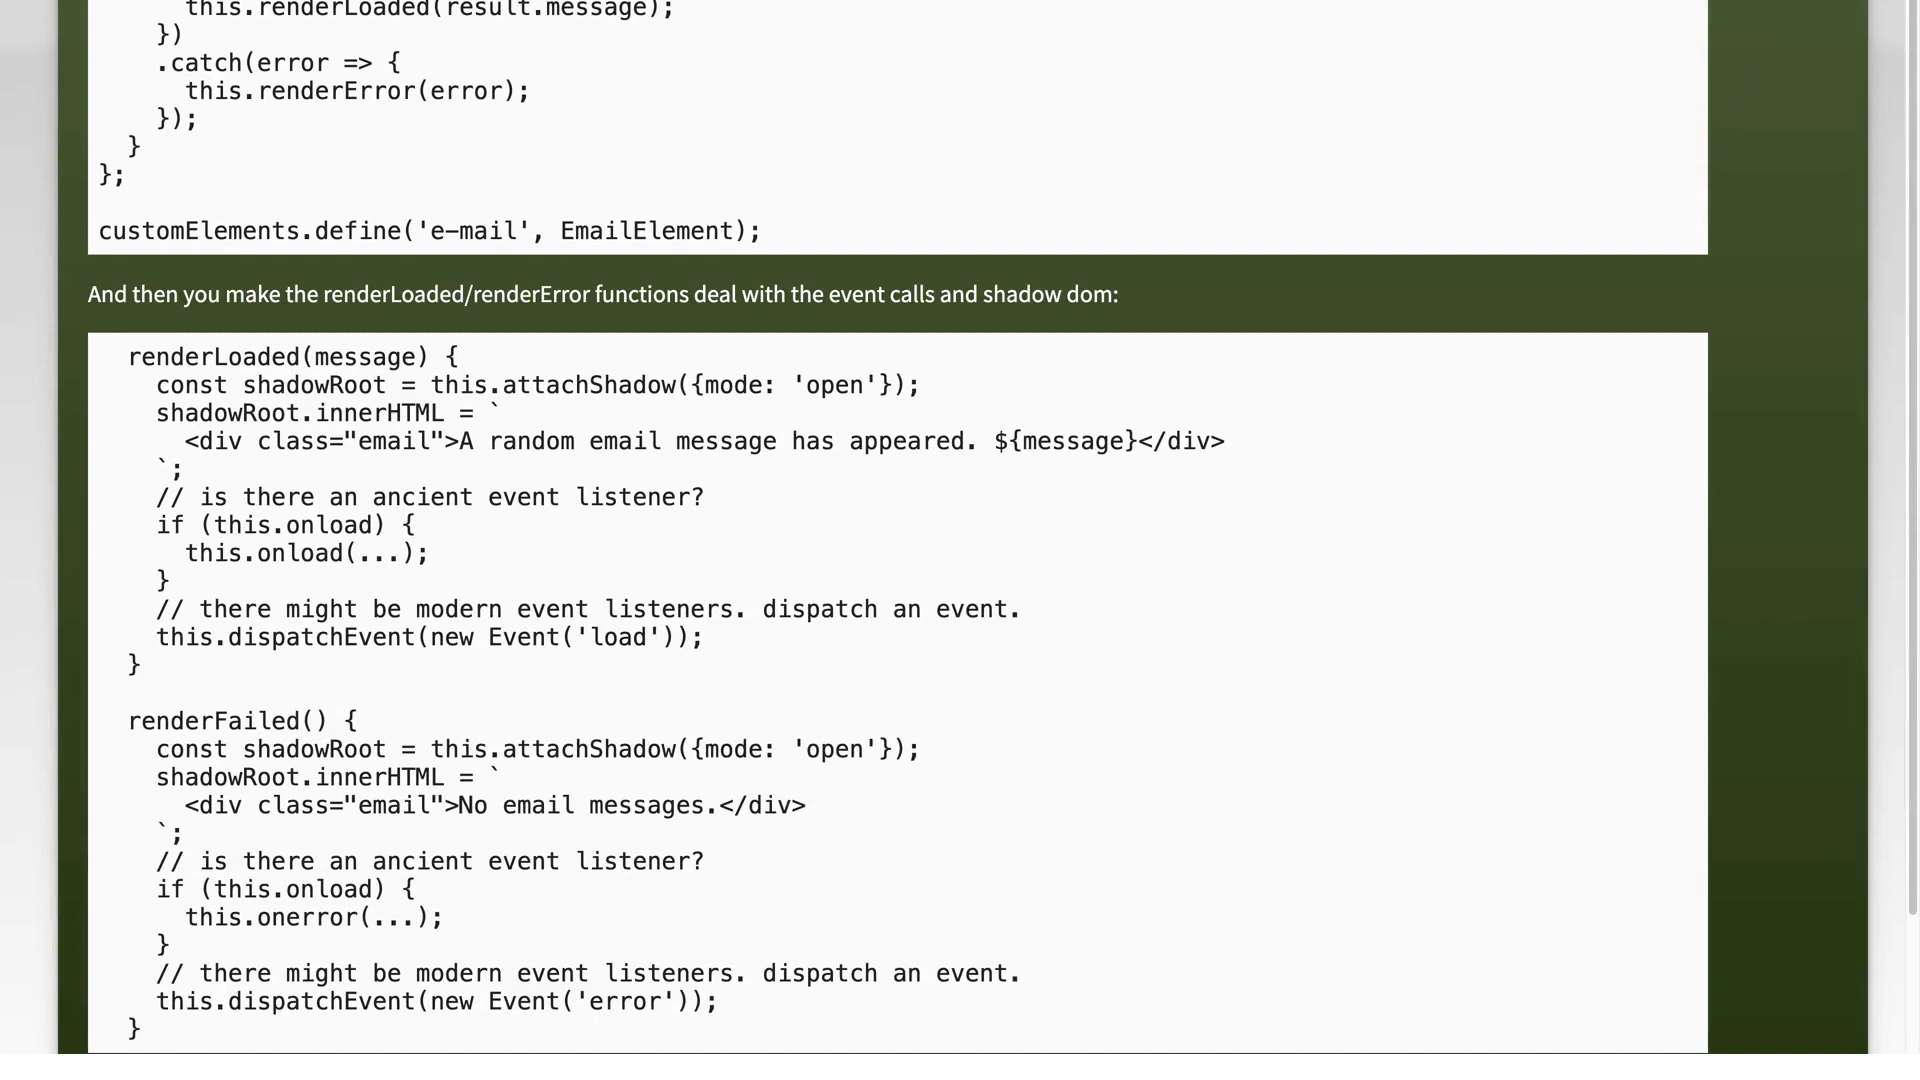 this.renderLoaded(result.message);
})
.catch(error => {
this.renderError(error);
});
}
};
customElements.define('e-mail', EmailElement);
And then you make the renderLoaded/renderError functions deal with the event calls and shadow dom:
renderLoaded(message) {
const shadowRoot = this.attachShadow({mode: 'open'});
shadowRoot.innerHTML = `
<div class="email">A random email message has appeared. ${message}</div>
`;
// is there an ancient event listener?
if (this.onload) {
this.onload(...);
}
// there might be modern event listeners. dispatch an event.
this.dispatchEvent(new Event('load'));
}
renderFailed() {
const shadowRoot = this.attachShadow({mode: 'open'});
shadowRoot.innerHTML = `
<div class="email">No email messages.</div>
`;
// is there an ancient event listener?
if (this.onload) {
this.onerror(...);
}
// there might be modern event listeners. dispatch an event.
this.dispatchEvent(new Event('error'));
}